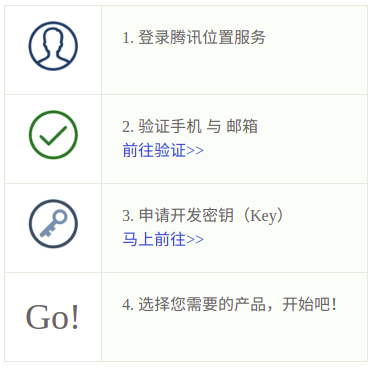 1. 登录腾讯位置服务
2. 验证手机 与 邮箱
前往验证>>
3. 申请开发密钥（Key）
马上前往>>
Go!
4. 选择您需要的产品，开始吧！